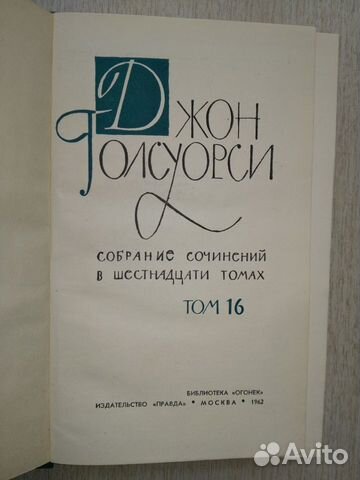 ДЖОН
ГОЛСУОРСИ
СОБРАНИЕ СОЧИНЕНИЙ
В ШЕСТНАДЦАТИ ТОМАХ
ТОМ 16
БИБЛИОТЕКА «ОГОНЕК»
ИЗДАТЕЛЬСТВО «ПРАВДА» • МОСКВА • 1962
Avito